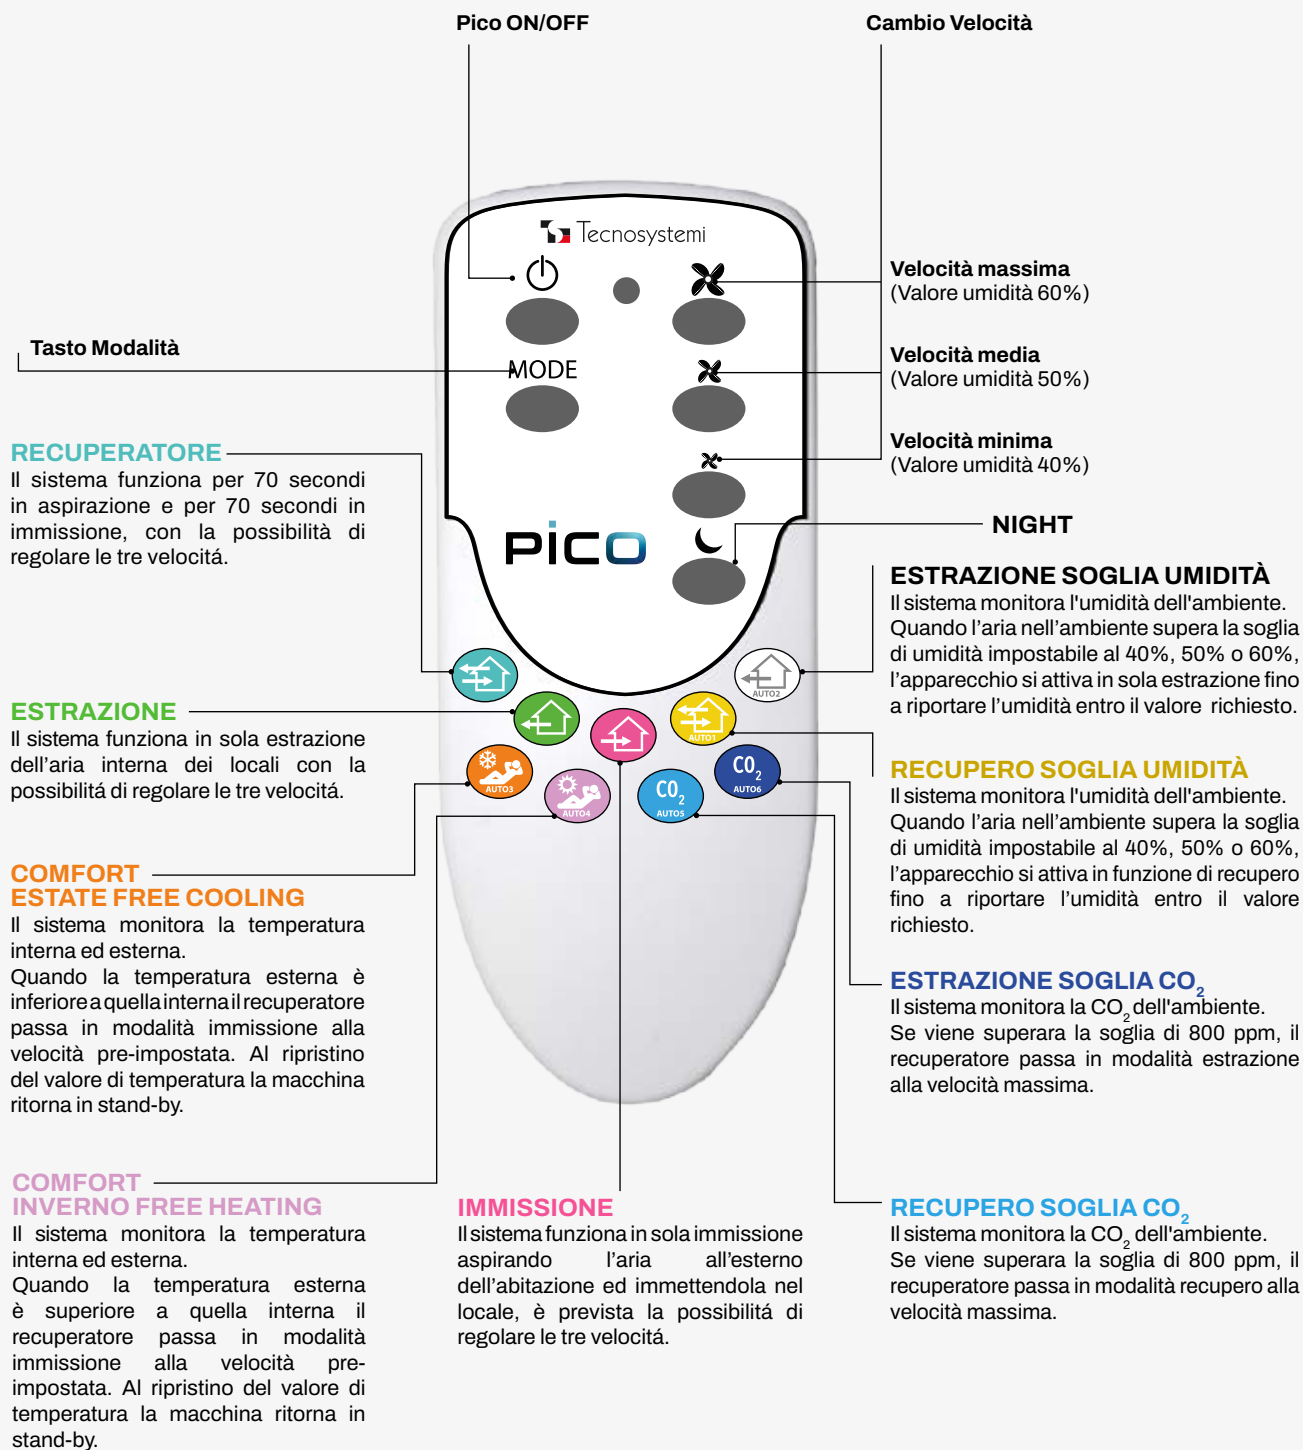 Pico ON/OFF
Cambio Velocità
Tecnosystemi
Velocità massima
(Valore umidità 60%)
Tasto Modalità
MODE
Velocità media
(Valore umidità 50%)
Velocità minima
(Valore umidità 40%)
PiCO
NIGHT
RECUPERATORE
Il sistema funziona per 70 secondi
in aspirazione e per 70 secondi in
immissione, con la possibilità di
regolare le tre velocitá.
ESTRAZIONE
Il sistema funziona in sola estrazione
dell’aria interna dei locali con la
possibilitá di regolare le tre velocitá.
COMFORT
ESTATE FREE COOLING
Il sistema monitora la temperatura
interna ed esterna.
Quando la temperatura esterna è
inferiore a quella interna il recuperatore
passa in modalità immissione alla
velocità pre-impostata. Al ripristino
del valore di temperatura la macchina
ritorna in stand-by.
COMFORT
INVERNO FREE HEATING
Il sistema monitora la temperatura
interna ed esterna.
Quando la temperatura esterna
è superiore a quella interna il
recuperatore passa in modalità
immissione alla velocità pre-
impostata. Al ripristino del valore di
temperatura la macchina ritorna in
stand-by.
AUTO2
AUTO1
AUTO3
AUTO4
CO₂
AUTO5
CO₂
AUTO6
IMMISSIONE
Il sistema funziona in sola immissione
aspirando l’aria all’esterno
dell’abitazione ed immettendola nel
locale, è prevista la possibilitá di
regolare le tre velocitá.
ESTRAZIONE SOGLIA UMIDITÀ
Il sistema monitora l'umidità dell'ambiente.
Quando l’aria nell’ambiente supera la soglia
di umidità impostabile al 40%, 50% o 60%,
l’apparecchio si attiva in sola estrazione fino
a riportare l’umidità entro il valore richiesto.
RECUPERO SOGLIA UMIDITÀ
Il sistema monitora l'umidità dell'ambiente.
Quando l’aria nell’ambiente supera la soglia
di umidità impostabile al 40%, 50% o 60%,
l’apparecchio si attiva in funzione di recupero
fino a riportare l’umidità entro il valore
richiesto.
ESTRAZIONE SOGLIA CO₂
Il sistema monitora la CO₂ dell'ambiente.
Se viene superara la soglia di 800 ppm, il
recuperatore passa in modalità estrazione
alla velocità massima.
RECUPERO SOGLIA CO₂
Il sistema monitora la CO₂ dell'ambiente.
Se viene superara la soglia di 800 ppm, il
recuperatore passa in modalità recupero alla
velocità massima.